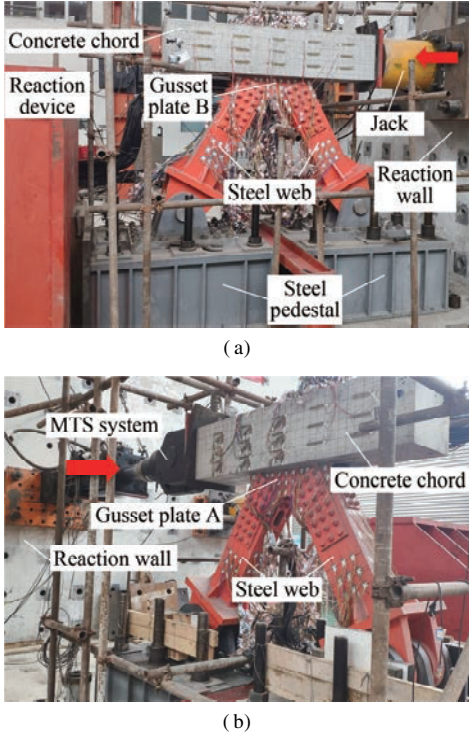 Concrete chord
Reaction
device
Gusset
plate B
Jack
Steel web
Reaction
wall
Steel
pedestal
(a)
MTS system
Concrete chord
Gusset plate A
Reaction wall
Steel web
(b)